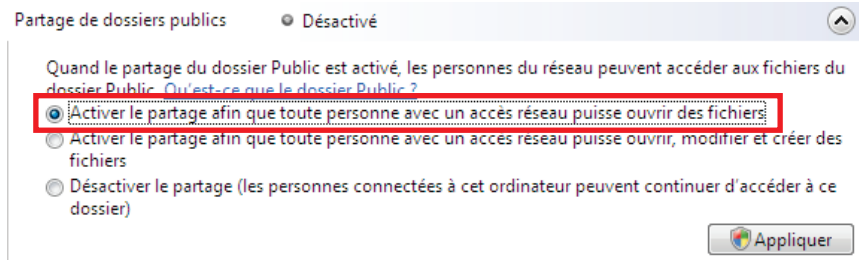 Partage de dossiers publics Désactivé
Quand le partage du dossier Public est activé, les personnes du réseau peuvent accéder aux fichiers du
dossier Public. Qu'est-ce que le dossier Public ?
Activer le partage afin que toute personne avec un accès réseau puisse ouvrir des fichiers
Activer le partage afin que toute personne avec un accès réseau puisse ouvrir, modifier et créer des
fichiers
Désactiver le partage (les personnes connectées à cet ordinateur peuvent continuer d'accéder à ce
dossier)
Appliquer